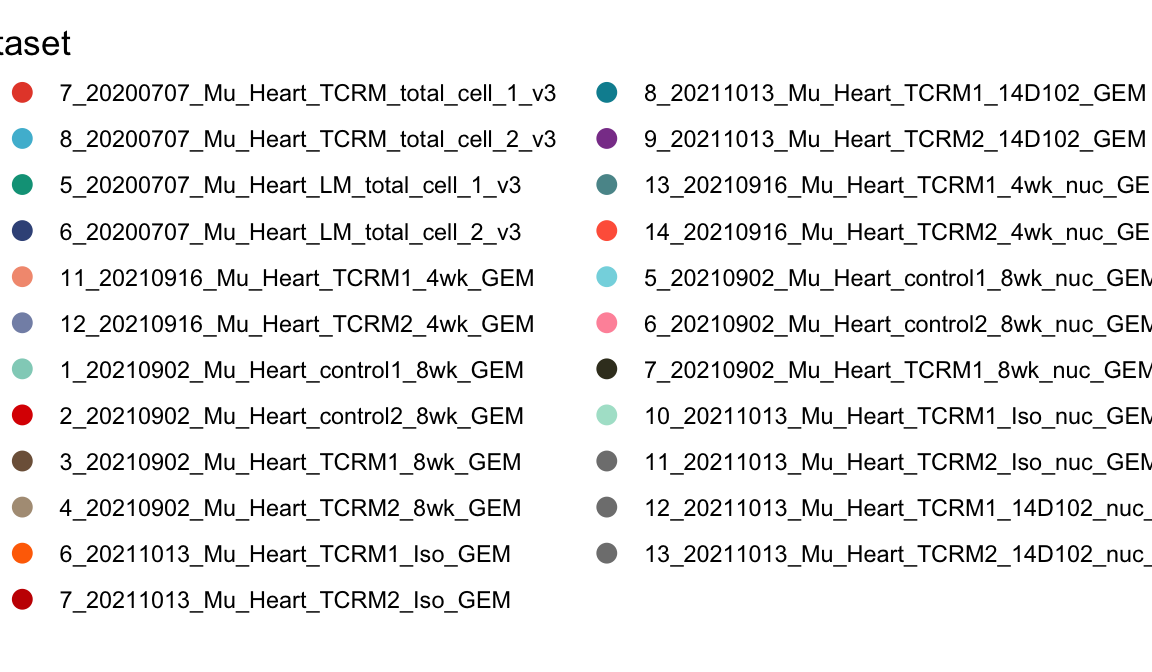 taset
7_20200707_Mu_Heart_TCRM_total_cell_1_v3
8_20200707_Mu_Heart_TCRM_total_cell_2_v3
5_20200707_Mu_Heart_LM_total_cell_1_v3
6_20200707_Mu_Heart_LM_total_cell_2_v3
11_20210916_Mu_Heart_TCRM1_4wk_GEM
12_20210916_Mu_Heart_TCRM2_4wk_GEM
1_20210902_Mu_Heart_control1_8wk_GEM
2_20210902_Mu_Heart_control2_8wk_GEM
3_20210902_Mu_Heart_TCRM1_8wk_GEM
4_20210902_Mu_Heart_TCRM2_8wk_GEM
6_20211013_Mu_Heart_TCRM1_Iso_GEM
7_20211013_Mu_Heart_TCRM2_Iso_GEM
8_20211013_Mu_Heart_TCRM1_14D102_GEM
9_20211013_Mu_Heart_TCRM2_14D102_GEM
13_20210916_Mu_Heart_TCRM1_4wk_nuc_GE
14_20210916_Mu_Heart_TCRM2_4wk_nuc_GE
5_20210902_Mu_Heart_control1_8wk_nuc_GEM
6_20210902_Mu_Heart_control2_8wk_nuc_GEM
7_20210902_Mu_Heart_TCRM1_8wk_nuc_GEM
10_20211013_Mu_Heart_TCRM1_Iso_nuc_GEM
11_20211013_Mu_Heart_TCRM2_Iso_nuc_GEM
12_20211013_Mu_Heart_TCRM1_14D102_nuc_
13_20211013_Mu_Heart_TCRM2_14D102_nuc_